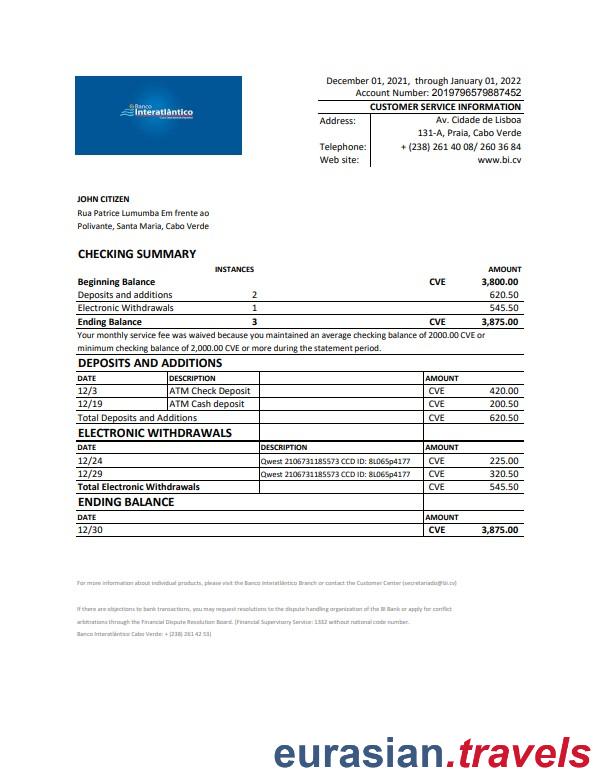 December 01, 2021, through January 01, 2022
Account Number: 2019796579887452
Banco
Interatlântico
CUSTOMER SERVICE INFORMATION
Address: Av. Cidade de Lisboa
131-A, Praia, Cabo Verde
Telephone: + (238) 261 40 08/ 260 36 84
Web site: www.bi.cv
JOHN CITIZEN
Rua Patrice Lumumba Em frente ao
Polivante, Santa Maria, Cabo Verde
CHECKING SUMMARY
INSTANCES AMOUNT
Beginning Balance CVE 3,800.00
Deposits and additions 2 620.50
Electronic Withdrawals 1 545.50
Ending Balance 3 CVE 3,875.00
Your monthly service fee was waived because you maintained an average checking balance of 2000.00 CVE or
minimum checking balance of 2,000.00 CVE or more during the statement period.
DEPOSITS AND ADDITIONS
DATE DESCRIPTION AMOUNT
12/3 ATM Check Deposit CVE 420.00
12/19 ATM Cash deposit CVE 200.50
Total Deposits and Additions CVE 620.50
ELECTRONIC WITHDRAWALS
DATE DESCRIPTION AMOUNT
12/24 Qwest 2106731185573 CCD ID: 8L065p4177 CVE 225.00
12/29 Qwest 2106731185573 CCD ID: 8L065p4177 CVE 320.50
Total Electronic Withdrawals CVE 545.50
ENDING BALANCE
DATE AMOUNT
12/30 CVE 3,875.00
For more information about individual products, please visit the Banco Interatlântico Branch or contact the Customer Center (secretariado@bi.cv)
If there are objections to bank transactions, you may request resolutions to the dispute handling organization of the BI Bank or apply for conflict
arbitrations through the Financial Dispute Resolution Board. (Financial Supervisory Service: 1332 without national code number.
Banco Interatlântico Cabo Verde: + (238) 261 42 53)
eurasian.travels